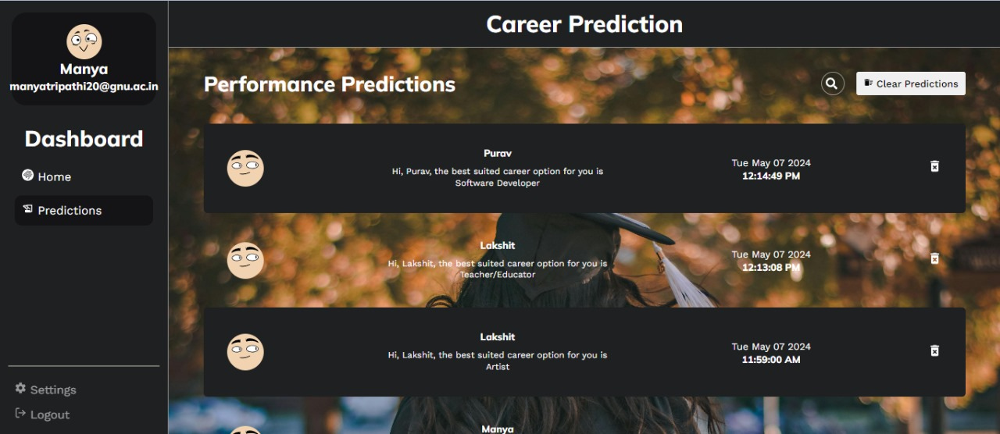 Career Prediction
Manya
manyatripathi20@gnu.ac.in
Dashboard
Home
Predictions
Settings
Logout
Performance Predictions
Clear Predictions
Purav
Hi, Purav, the best suited career option for you is
Software Developer
Tue May 07 2024
12:14:49 PM
Lakshit
Hi, Lakshit, the best suited career option for you is
Teacher/Educator
Tue May 07 2024
12:13:08 PM
Lakshit
Hi, Lakshit, the best suited career option for you is
Artist
Tue May 07 2024
11:59:00 AM
Manya